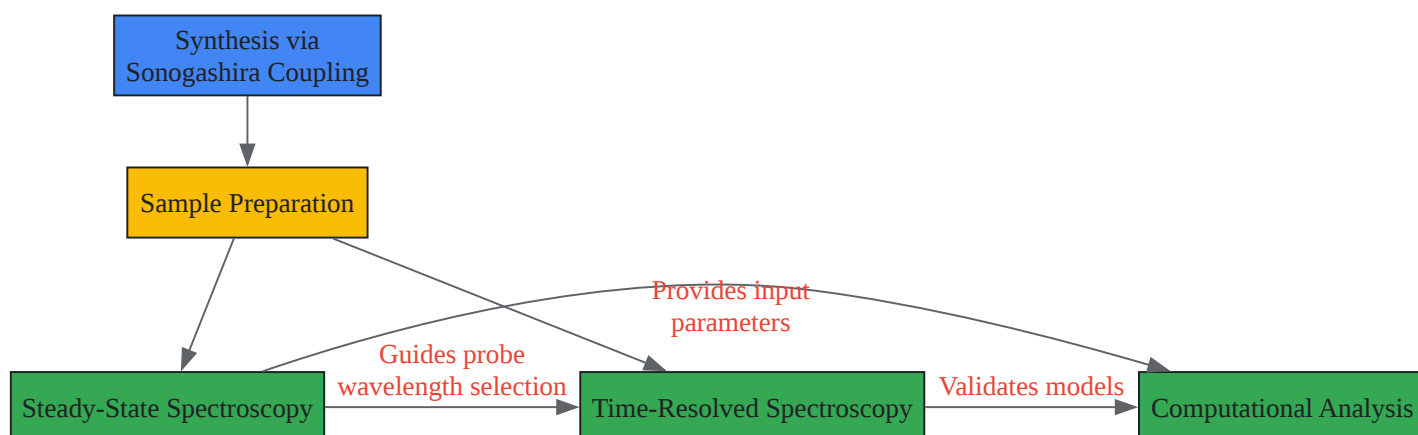 Synthesis via
Sonogashira Coupling
Sample Preparation
Provides input
parameters
Guides probe
wavelength selection
Validates models
Steady-State Spectroscopy
Time-Resolved Spectroscopy
Computational Analysis